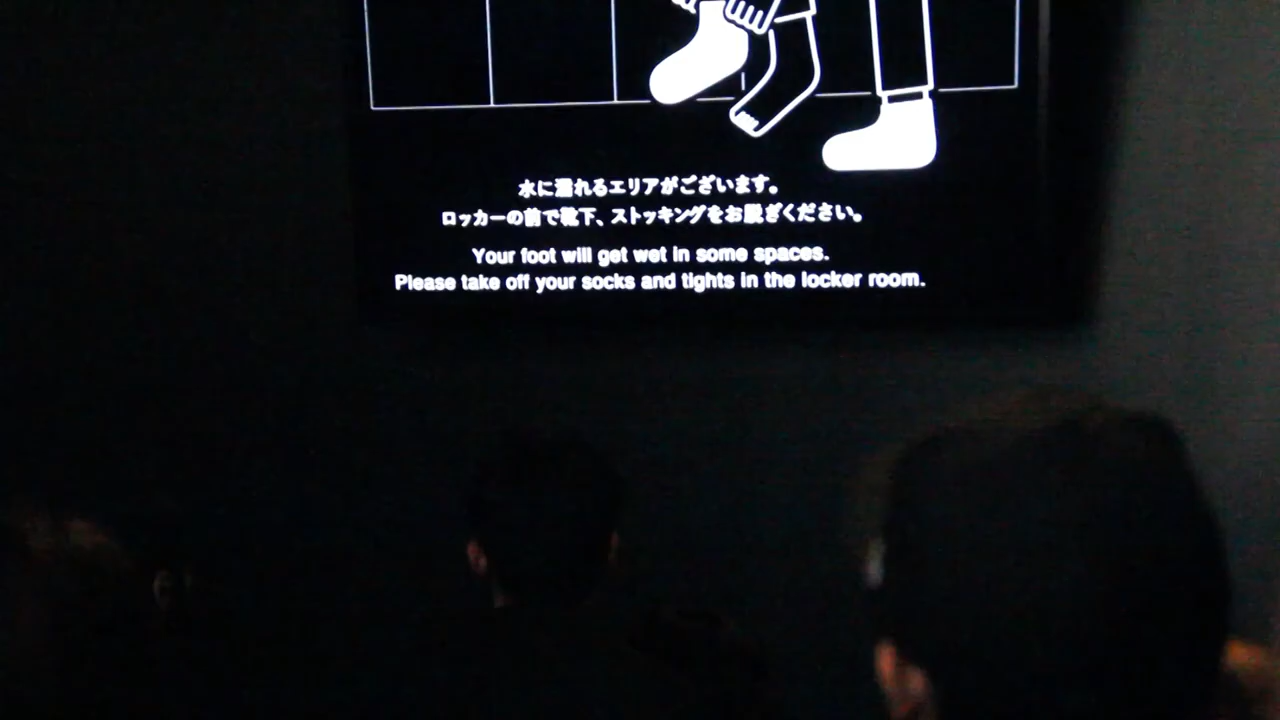 水に濡れるエリアがございます。
ロッカーの前で靴下、ストッキングをお脱ぎください。
Your foot will get wet in some spaces.
Please take off your socks and tights in the locker room.